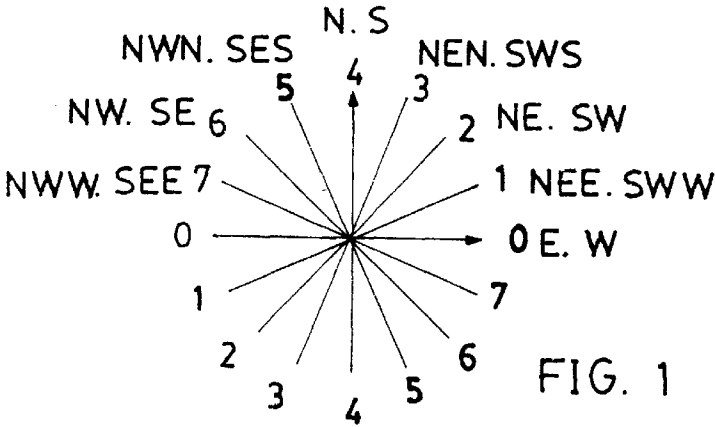 N. S
NWN. SES 5 4 3 NEN. SWS
NW. SE 6 2 NE. SW
NWW. SEE 7 1 NEE. SWW
0 0 E. W
1 7
2 6
3 4 5
FIG. 1